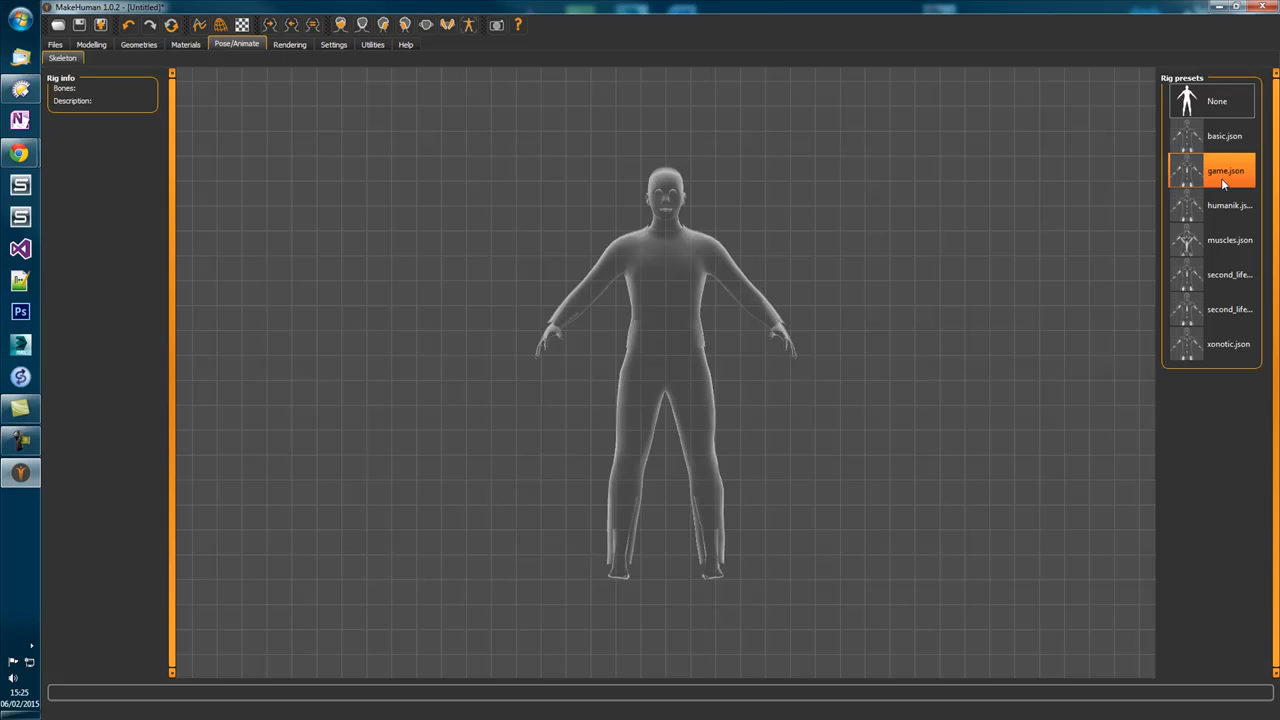 MakeHuman 1.0.2 - [Untitled]*
Files Modelling Geometries Materials Pose/Animate Rendering Settings Utilities Help
Skeleton
Rig info
Bones:
Description:
Rig presets
None
basic.json
game.json
humanik.js...
muscles.json
second_life...
second_life...
xonotic.json
Ps
15:25
06/02/2015